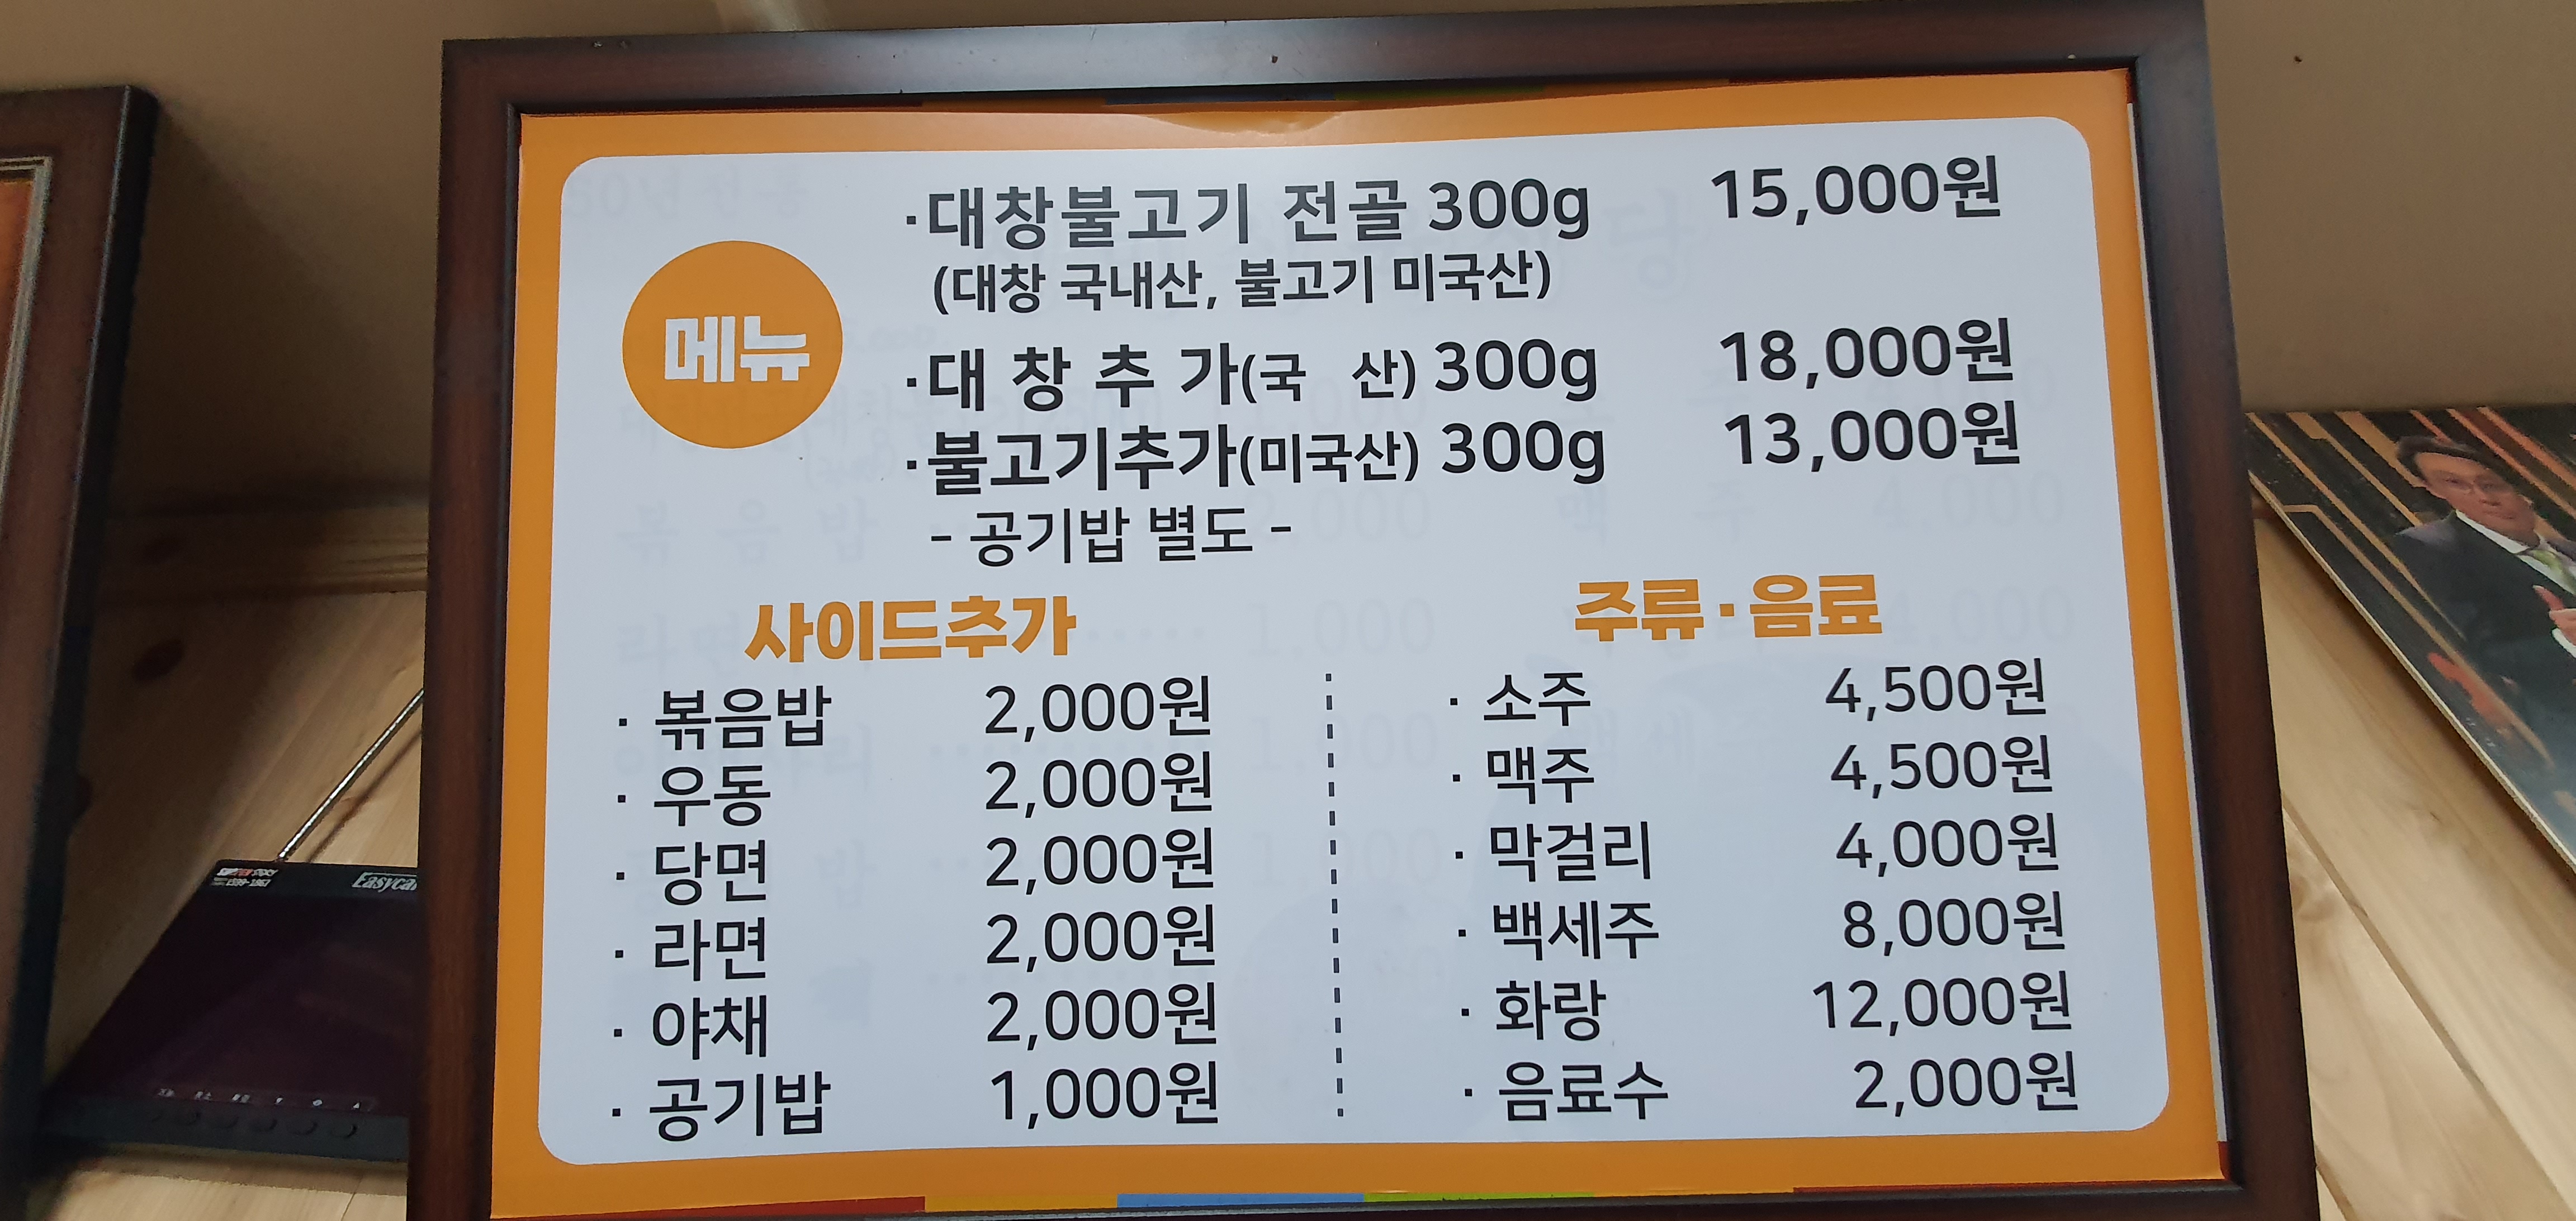 메뉴
·대창불고기 전골 300g 15,000원
(대창 국내산, 불고기 미국산)
·대 창 추 가(국 산) 300g 18,000원
·불고기추가(미국산) 300g 13,000원
- 공기밥 별도 -
사이드추가
· 볶음밥 2,000원
· 우동 2,000원
· 당면 2,000원
· 라면 2,000원
· 야채 2,000원
· 공기밥 1,000원
주류·음료
· 소주 4,500원
· 맥주 4,500원
· 막걸리 4,000원
· 백세주 8,000원
· 화랑 12,000원
· 음료수 2,000원